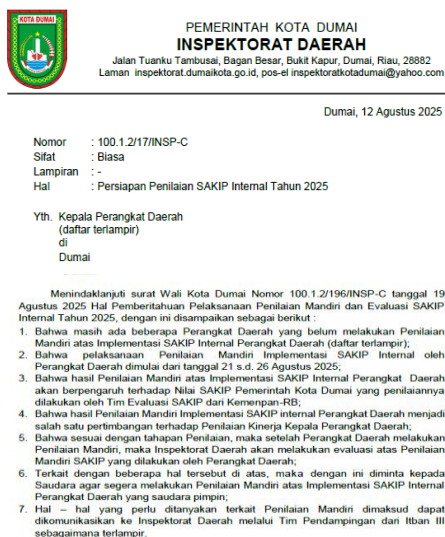 KOTA DUMAI
PEMERINTAH KOTA DUMAI
INSPEKTORAT DAERAH
Jalan Tuanku Tambusai, Bagan Besar, Bukit Kapur, Dumai, Riau, 28882
Laman inspektorat.dumaikota.go.id, pos-el inspektoratkotadumai@yahoo.com
Dumai, 12 Agustus 2025
Nomor : 100.1.2/17/INSP-C
Sifat : Biasa
Lampiran : -
Hal : Persiapan Penilaian SAKIP Internal Tahun 2025
Yth. Kepala Perangkat Daerah
(daftar terlampir)
di
Dumai
Menindaklanjuti surat Wali Kota Dumai Nomor 100.1.2/196/INSP-C tanggal 19
Agustus 2025 Hal Pemberitahuan Pelaksanaan Penilaian Mandiri dan Evaluasi SAKIP
Internal Tahun 2025, dengan ini disampaikan sebagai berikut :
1. Bahwa masih ada beberapa Perangkat Daerah yang belum melakukan Penilaian
Mandiri atas Implementasi SAKIP Internal Perangkat Daerah (daftar terlampir);
2. Bahwa pelaksanaan Penilaian Mandiri Implementasi SAKIP Internal oleh
Perangkat Daerah dimulai dari tanggal 21 s.d. 26 Agustus 2025;
3. Bahwa hasil Penilaian Mandiri atas Implementasi SAKIP Internal Perangkat Daerah
akan berpengaruh terhadap Nilai SAKIP Pemerintah Kota Dumai yang penilaiannya
dilakukan oleh Tim Evaluasi SAKIP dari Kemenpan-RB;
4. Bahwa hasil Penilaian Mandiri Implementasi SAKIP internal Perangkat Daerah menjadi
salah satu pertimbangan terhadap Penilaian Kinerja Kepala Perangkat Daerah;
5. Bahwa sesuai dengan tahapan Penilaian, maka setelah Perangkat Daerah melakukan
Penilaian Mandiri, maka Inspektorat Daerah akan melakukan evaluasi atas Penilaian
Mandiri SAKIP yang dilakukan oleh Perangkat Daerah;
6. Terkait dengan beberapa hal tersebut di atas, maka dengan ini diminta kepada
Saudara agar segera melakukan Penilaian Mandiri atas Implementasi SAKIP Internal
Perangkat Daerah yang saudara pimpin;
7. Hal – hal yang perlu ditanyakan terkait Penilaian Mandiri dimaksud dapat
dikomunikasikan ke Inspektorat Daerah melalui Tim Pendampingan dari Itban III
sebagaimana terlampir.